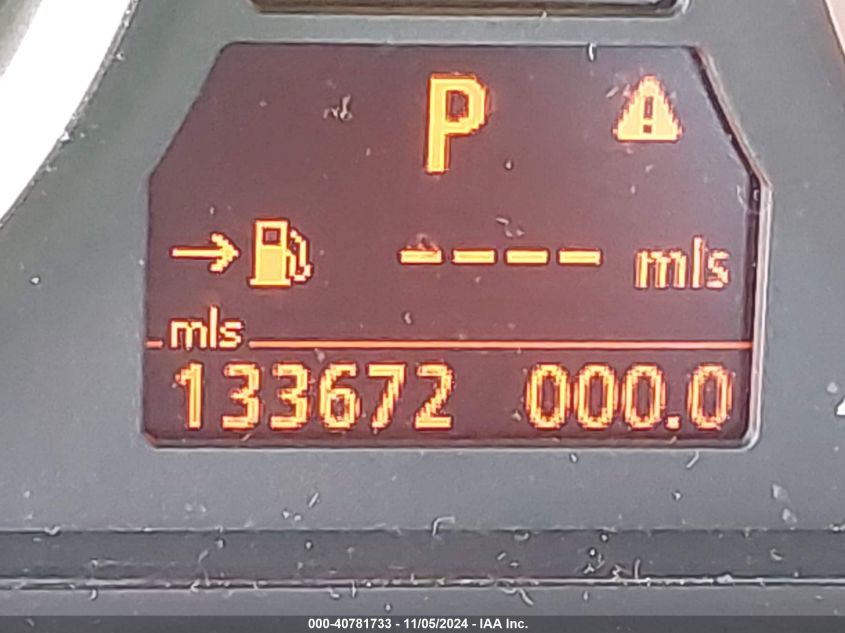 P
---- mls
mls
133672 000.0
000-40781733 - 11/05/2024 - IAA Inc.